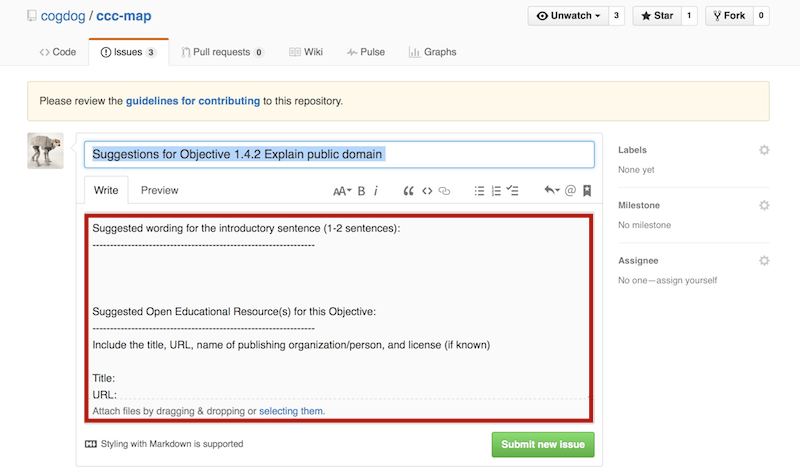 cogdog / ccc-map
Unwatch 3 Star 1 Fork 0
Code Issues 3 Pull requests 0 Wiki Pulse Graphs
Please review the guidelines for contributing to this repository.
Suggestions for Objective 1.4.2 Explain public domain
Write Preview
AA B i “ <> @
Suggested wording for the introductory sentence (1-2 sentences):
----------------------------------------------------------------
Suggested Open Educational Resource(s) for this Objective:
----------------------------------------------------------------
Include the title, URL, name of publishing organization/person, and license (if known)
Title:
URL:
Attach files by dragging & dropping or selecting them.
Styling with Markdown is supported
Submit new issue
Labels
None yet
Milestone
No milestone
Assignee
No one—assign yourself